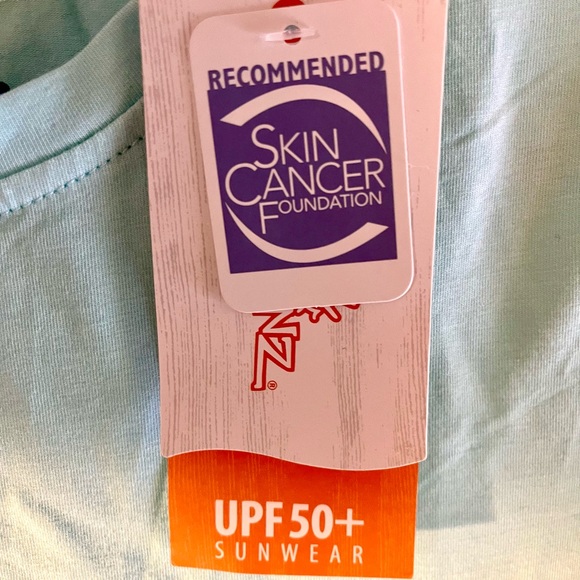 RECOMMENDED
SKIN
CANCER
FOUNDATION
®
UPF 50+
SUNWEAR